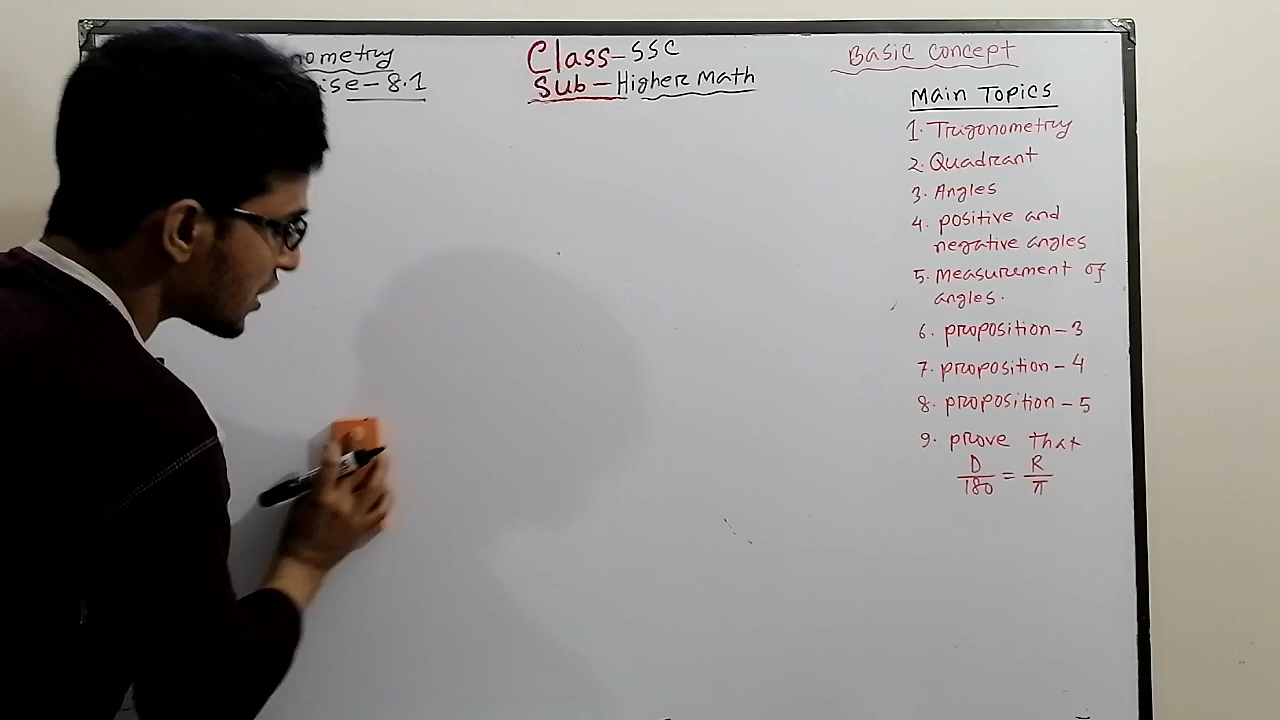 nometry
ise - 8.1
Class - SSC
Sub - Higher Math
Basic Concept
Main Topics
1. Trigonometry
2. Quadrant
3. Angles
4. positive and
negative angles
5. measurement of
angles.
6. proposition - 3
7. proposition - 4
8. proposition - 5
9. prove that
D/180 = R/π